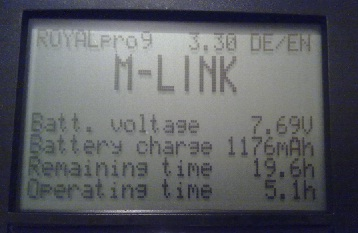 ROYALpro9 3.30 DE/EN
M-LINK
Batt. voltage 7.69V
Battery charge 1176mAh
Remaining time 19.6h
Operating time 5.1h